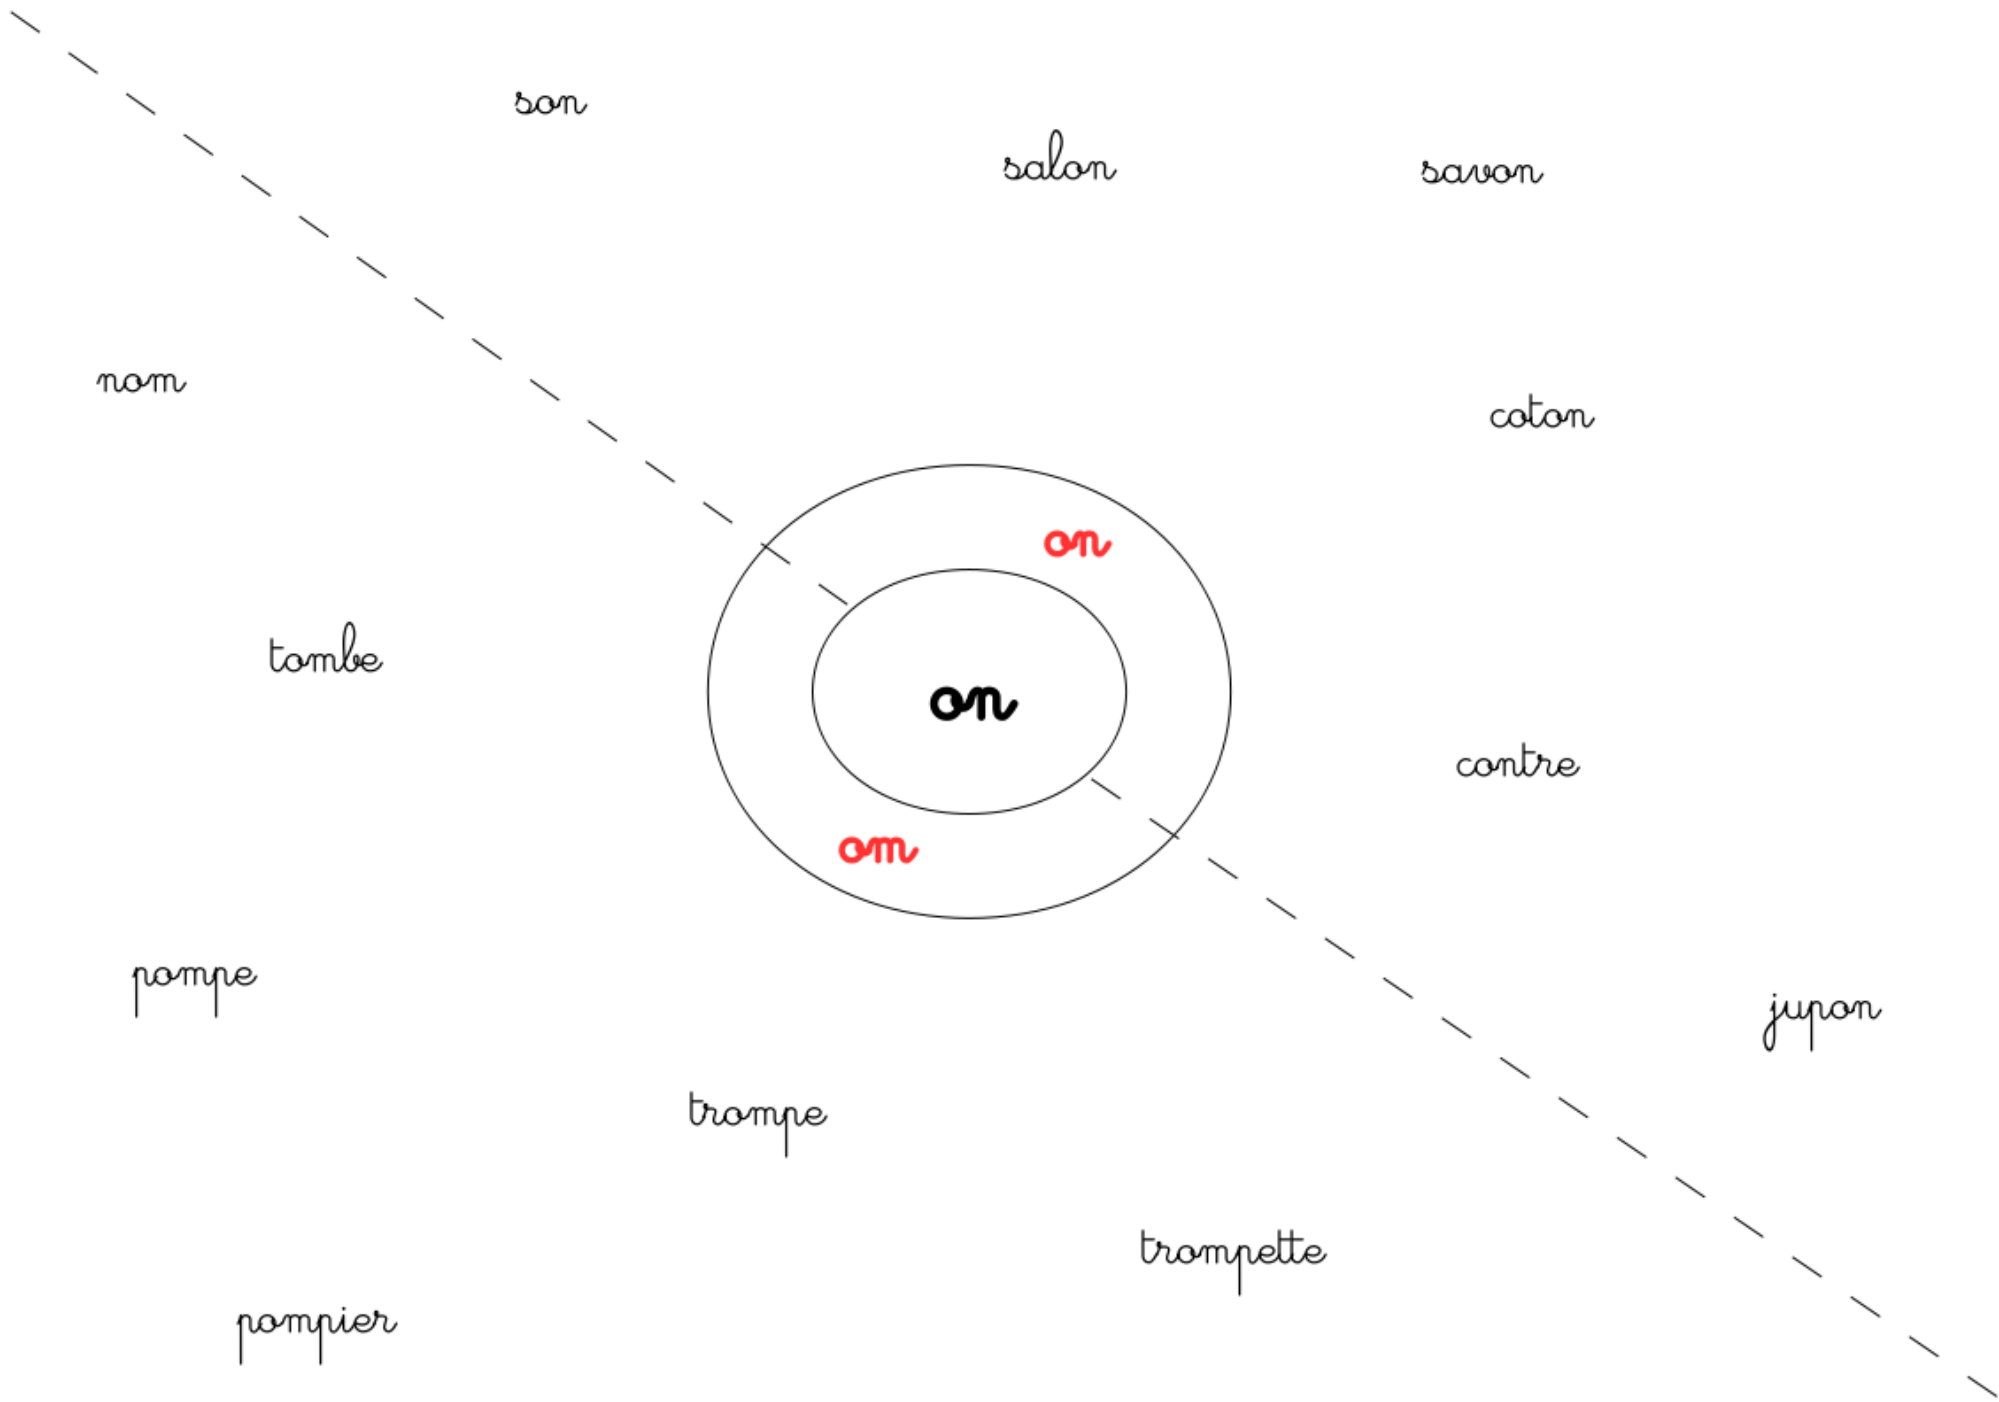 son
salon
savon
nom
coton
on
tombe
on
contre
om
pompe
jupon
trompe
trompette
pompier